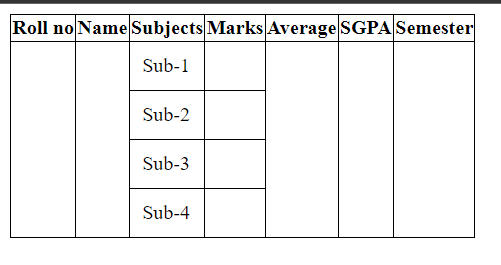 Roll no Name Subjects Marks Average SGPA Semester
Sub-1
Sub-2
Sub-3
Sub-4